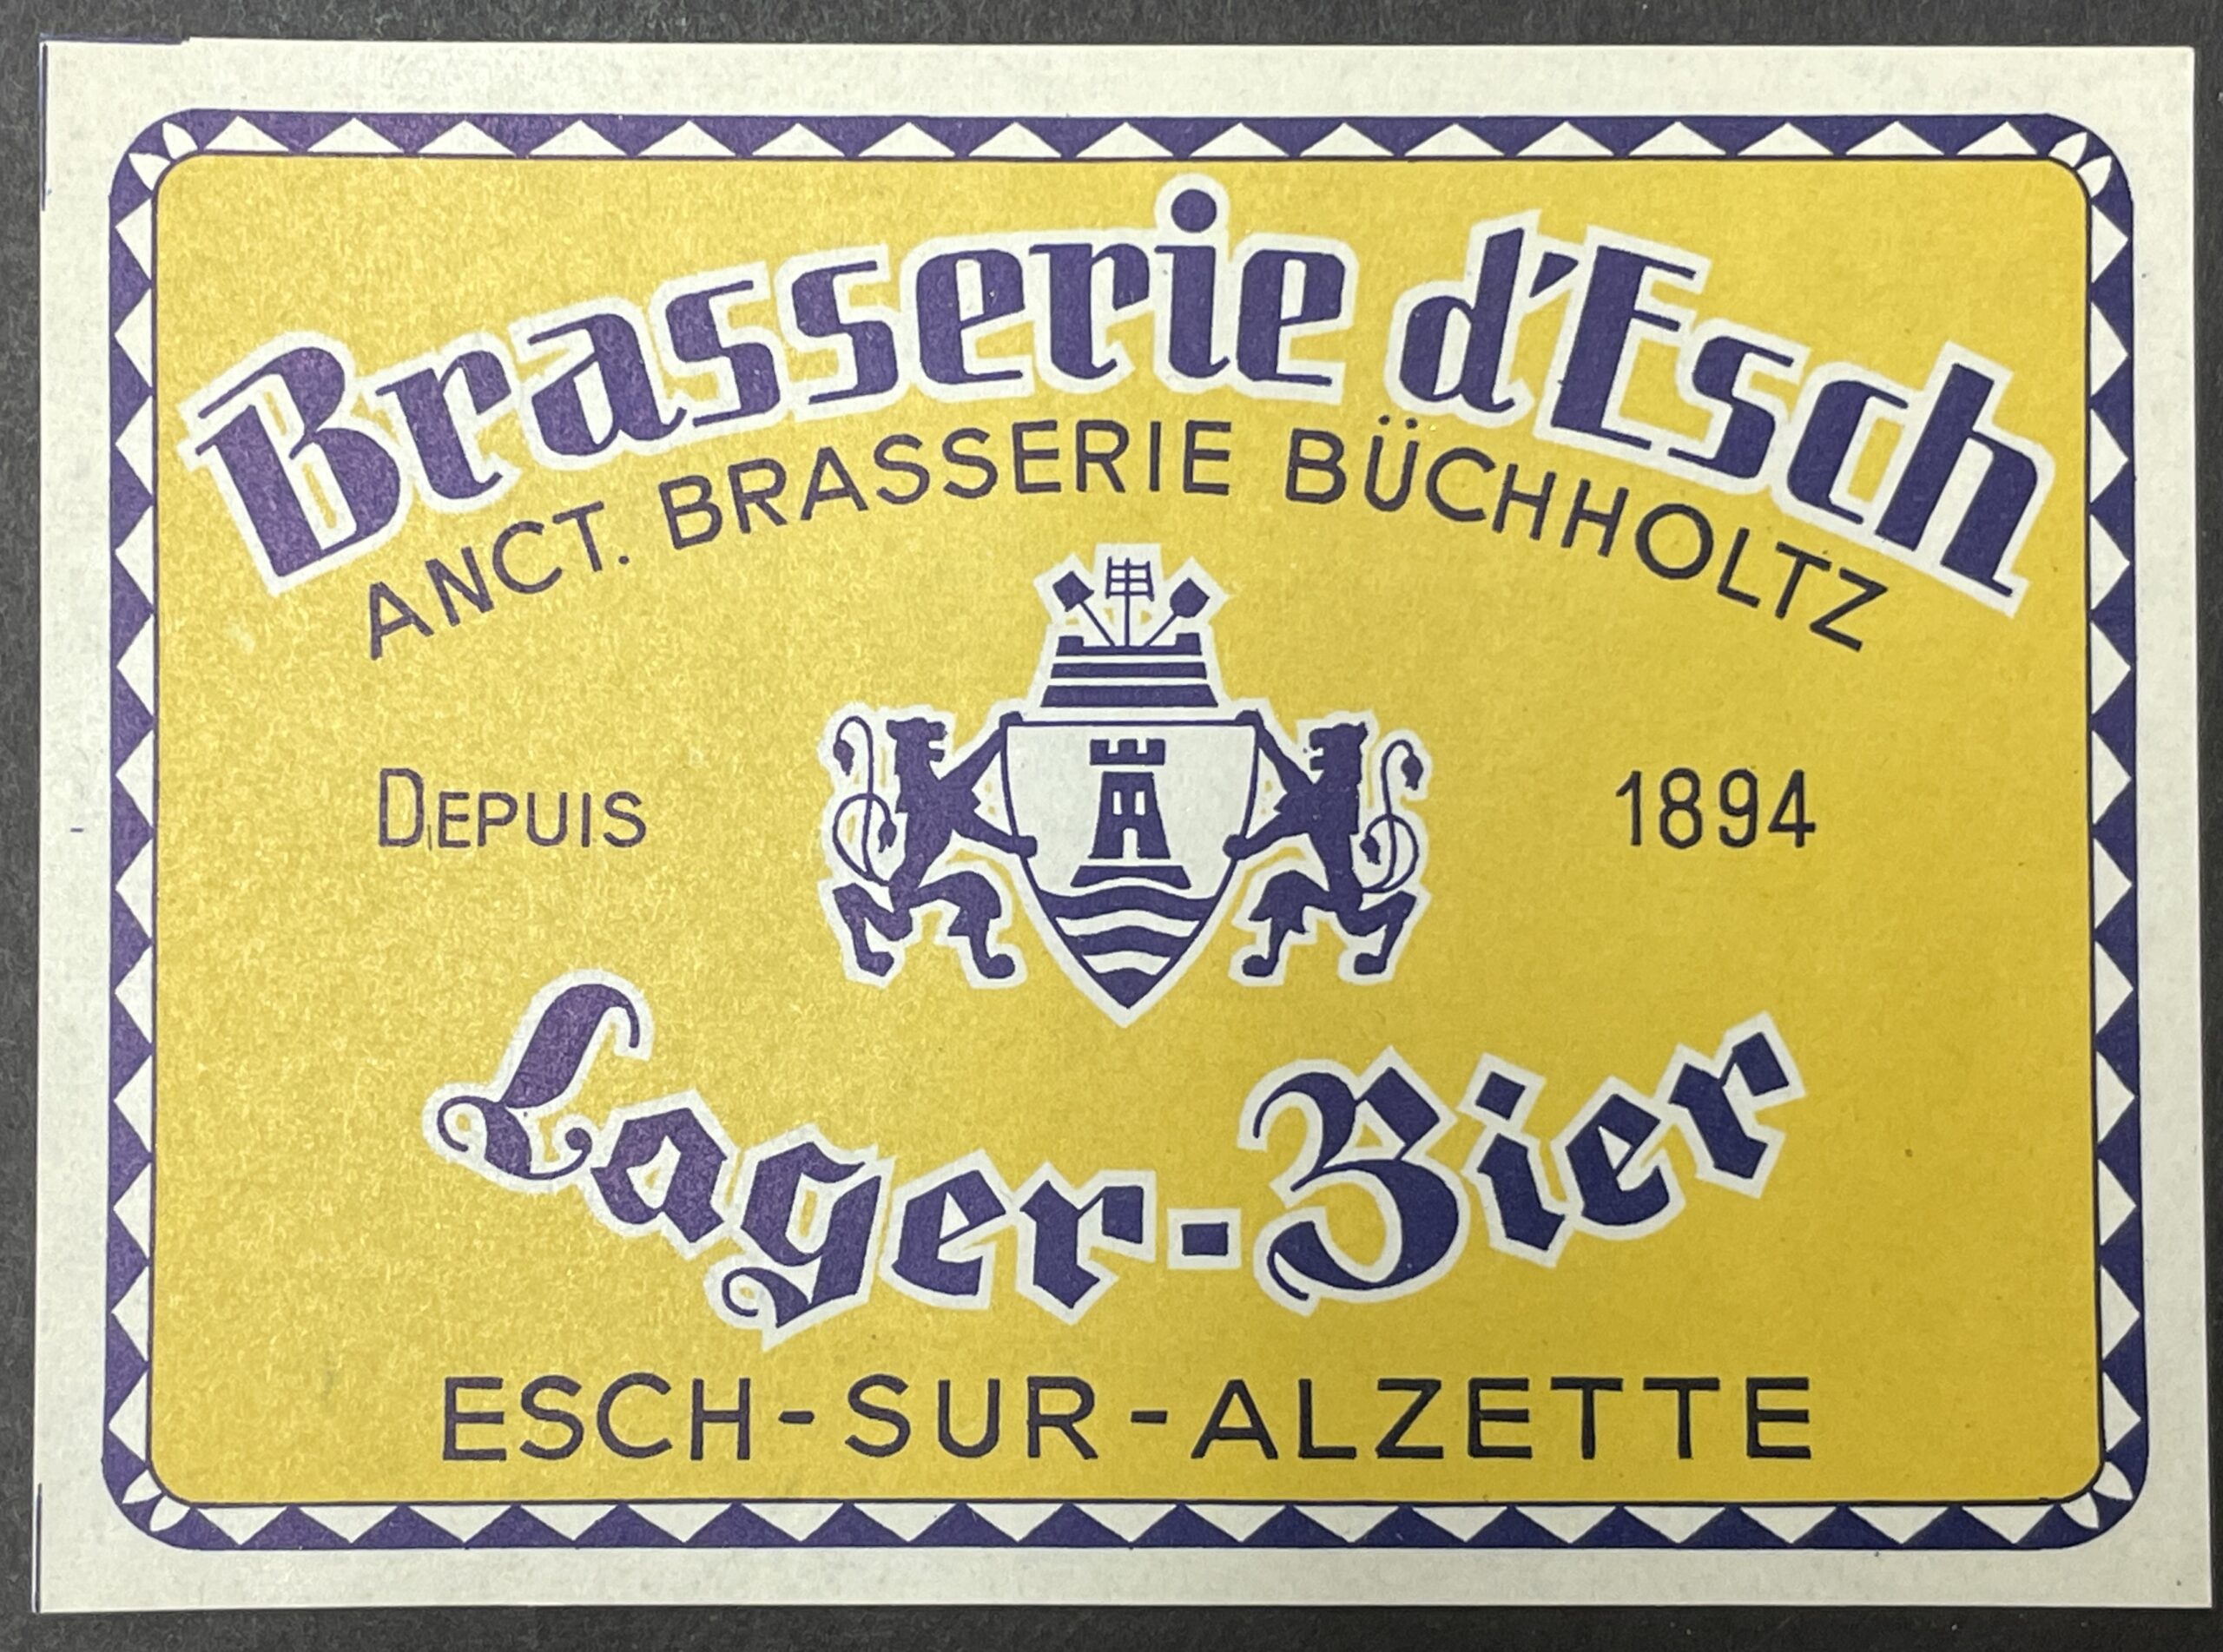 Brasserie d'Esch
ANCT. BRASSERIE BÜCHHOLTZ
DEPUIS 1894
Lager-Bier
ESCH-SUR-ALZETTE